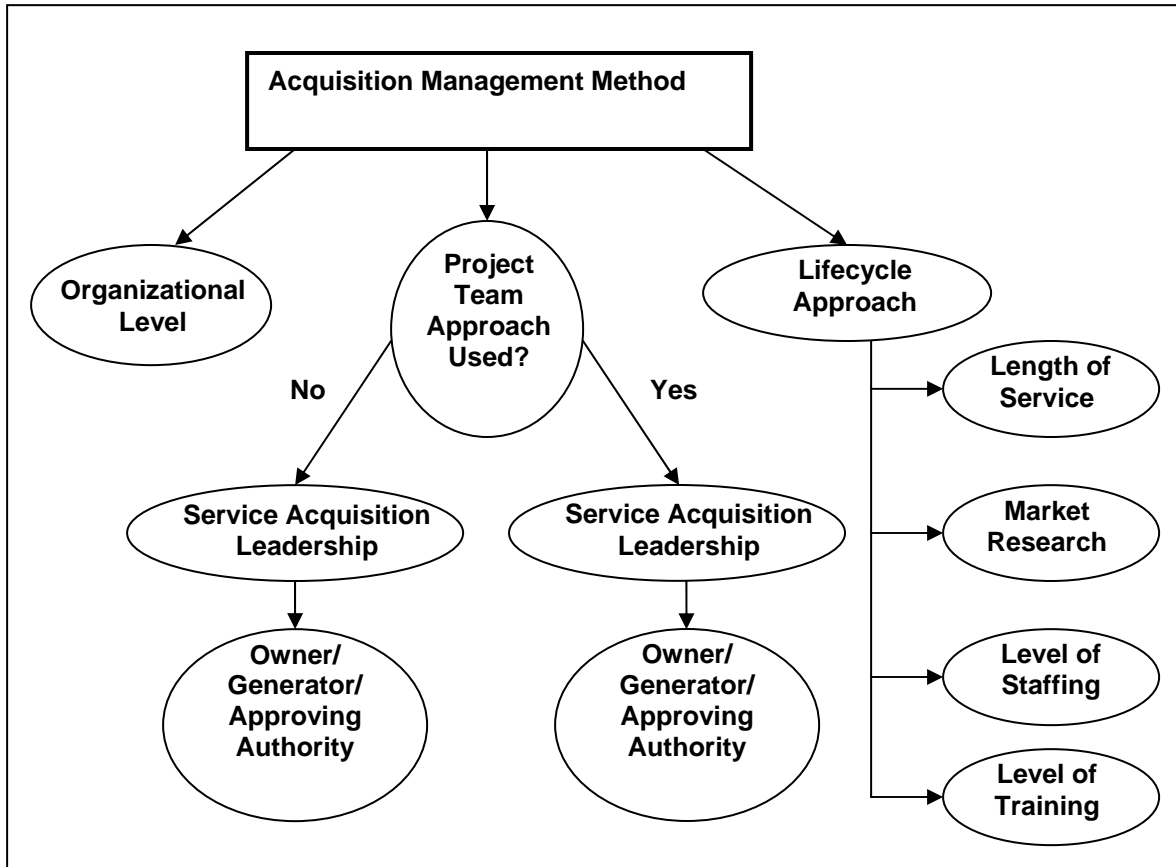 Acquisition Management Method
Organizational
Level
Project
Team
Approach
Used?
Lifecycle
Approach
No
Yes
Length of
Service
Service Acquisition
Leadership
Service Acquisition
Leadership
Market
Research
Owner/
Generator/
Approving
Authority
Owner/
Generator/
Approving
Authority
Level of
Staffing
Level of
Training